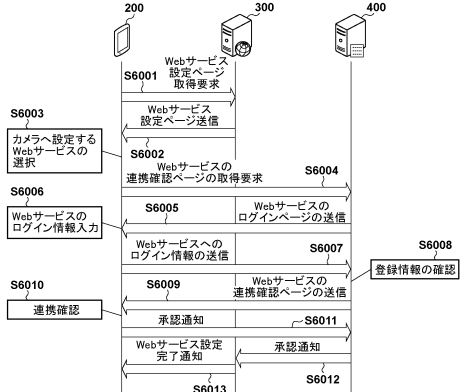 200
300
400
Webサービス
設定ページ
取得要求
S6001
Webサービス
設定ページ送信
S6002
S6003
カメラへ設定する
Webサービスの
選択
Webサービスの
連携確認ページの取得要求
S6004
S6005
Webサービスの
ログインページの送信
S6006
Webサービスの
ログイン情報入力
Webサービスへの
ログイン情報の送信
S6007
S6008
登録情報の確認
S6009
Webサービスの
連携確認ページの送信
S6010
連携確認
承認通知
S6011
Webサービス設定
完了通知
承認通知
S6012
S6013